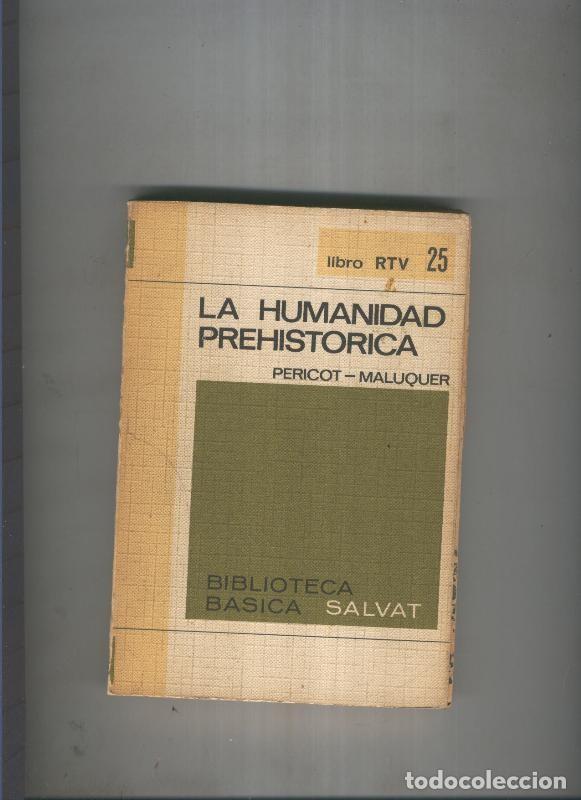 libro RTV 25
LA HUMANIDAD
PREHISTORICA
PERICOT - MALUQUER
BIBLIOTECA
BASICA SALVAT
todocoleccion